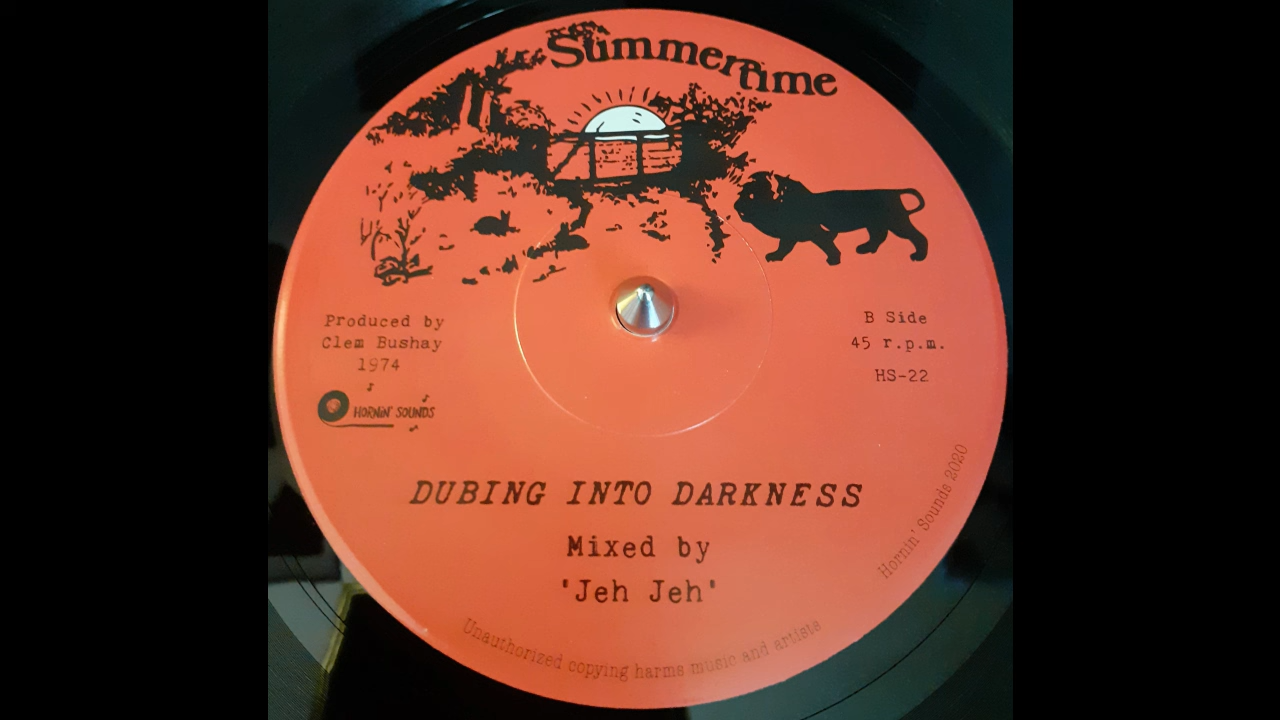 Summertime
Produced by
Clem Bushay
1974
HORNIN' SOUNDS
B Side
45 r.p.m.
HS-22
DUBING INTO DARKNESS
Mixed by
'Jeh Jeh'
Hornin' Sounds 2020
Unauthorized copying harms music and artists